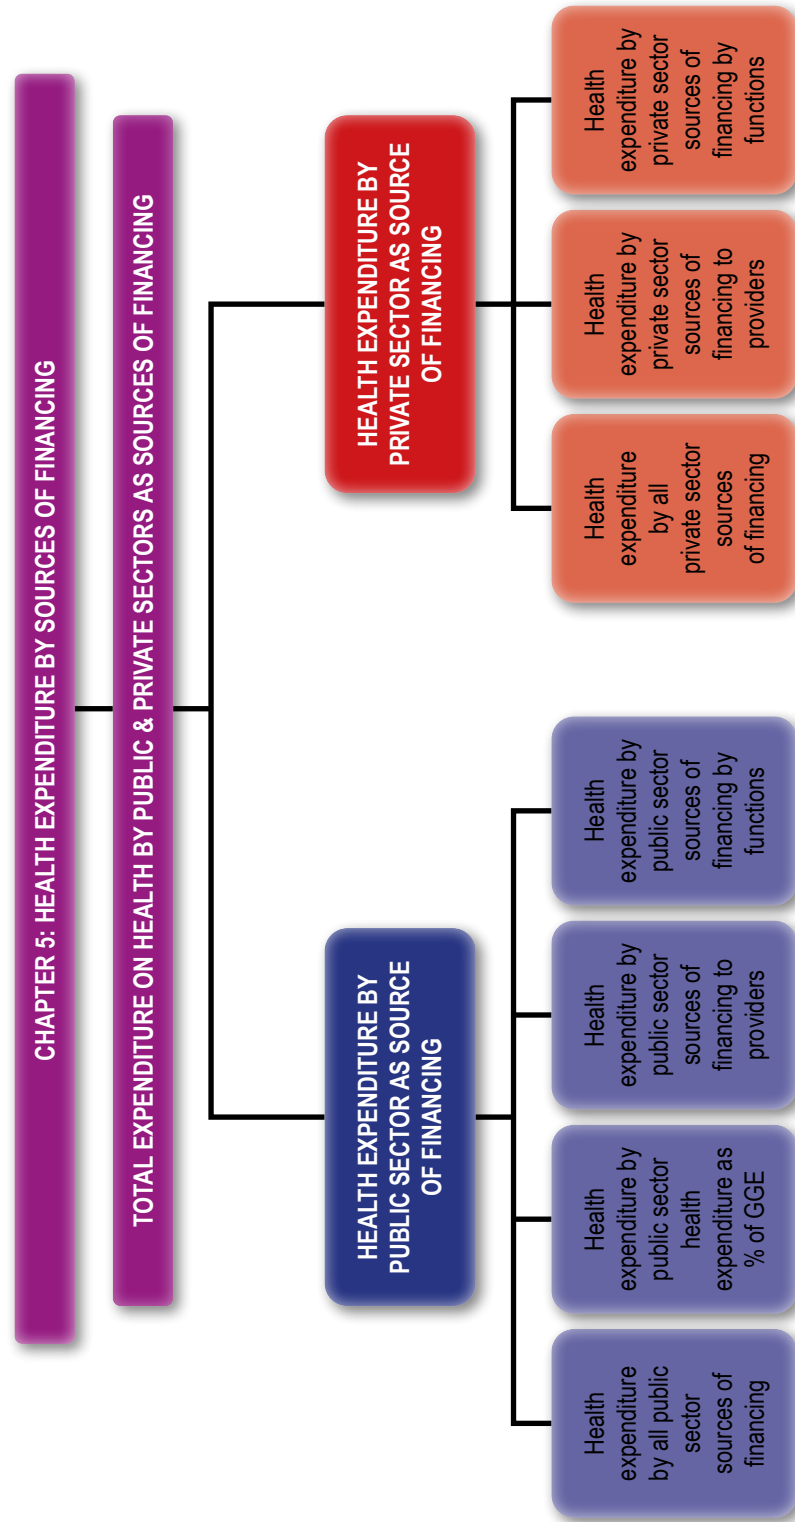 CHAPTER 5: HEALTH EXPENDITURE BY SOURCES OF FINANCING
TOTAL EXPENDITURE ON HEALTH BY PUBLIC & PRIVATE SECTORS AS SOURCES OF FINANCING
HEALTH EXPENDITURE BY
PUBLIC SECTOR AS SOURCE
OF FINANCING
HEALTH EXPENDITURE BY
PRIVATE SECTOR AS SOURCE
OF FINANCING
Health
expenditure
by all public
sector
sources of
financing
Health
expenditure by
public sector
health
expenditure as
% of GGE
Health
expenditure by
public sector
sources of
financing to
providers
Health
expenditure by
public sector
sources of
financing by
functions
Health
expenditure
by all
private sector
sources
of financing
Health
expenditure by
private sector
sources of
financing to
providers
Health
expenditure by
private sector
sources of
financing by
functions